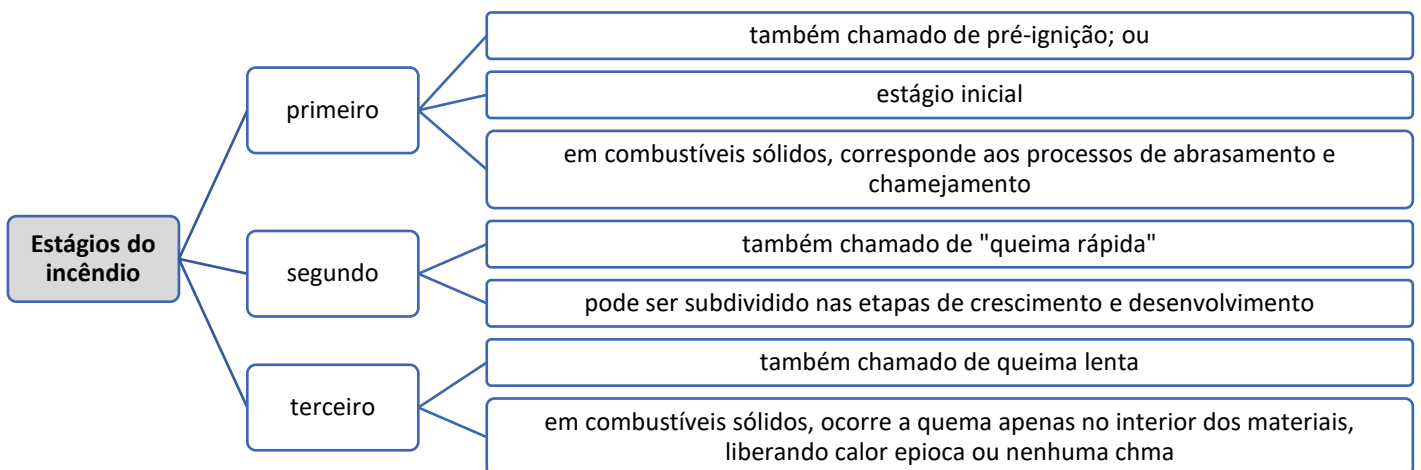 Estágios do
incêndio
primeiro
também chamado de pré-ignição; ou
estágio inicial
em combustíveis sólidos, corresponde aos processos de abrasamento e
chamejamento
segundo
também chamado de "queima rápida"
pode ser subdividido nas etapas de crescimento e desenvolvimento
terceiro
também chamado de queima lenta
em combustíveis sólidos, ocorre a quema apenas no interior dos materiais,
liberando calor epioca ou nenhuma chma